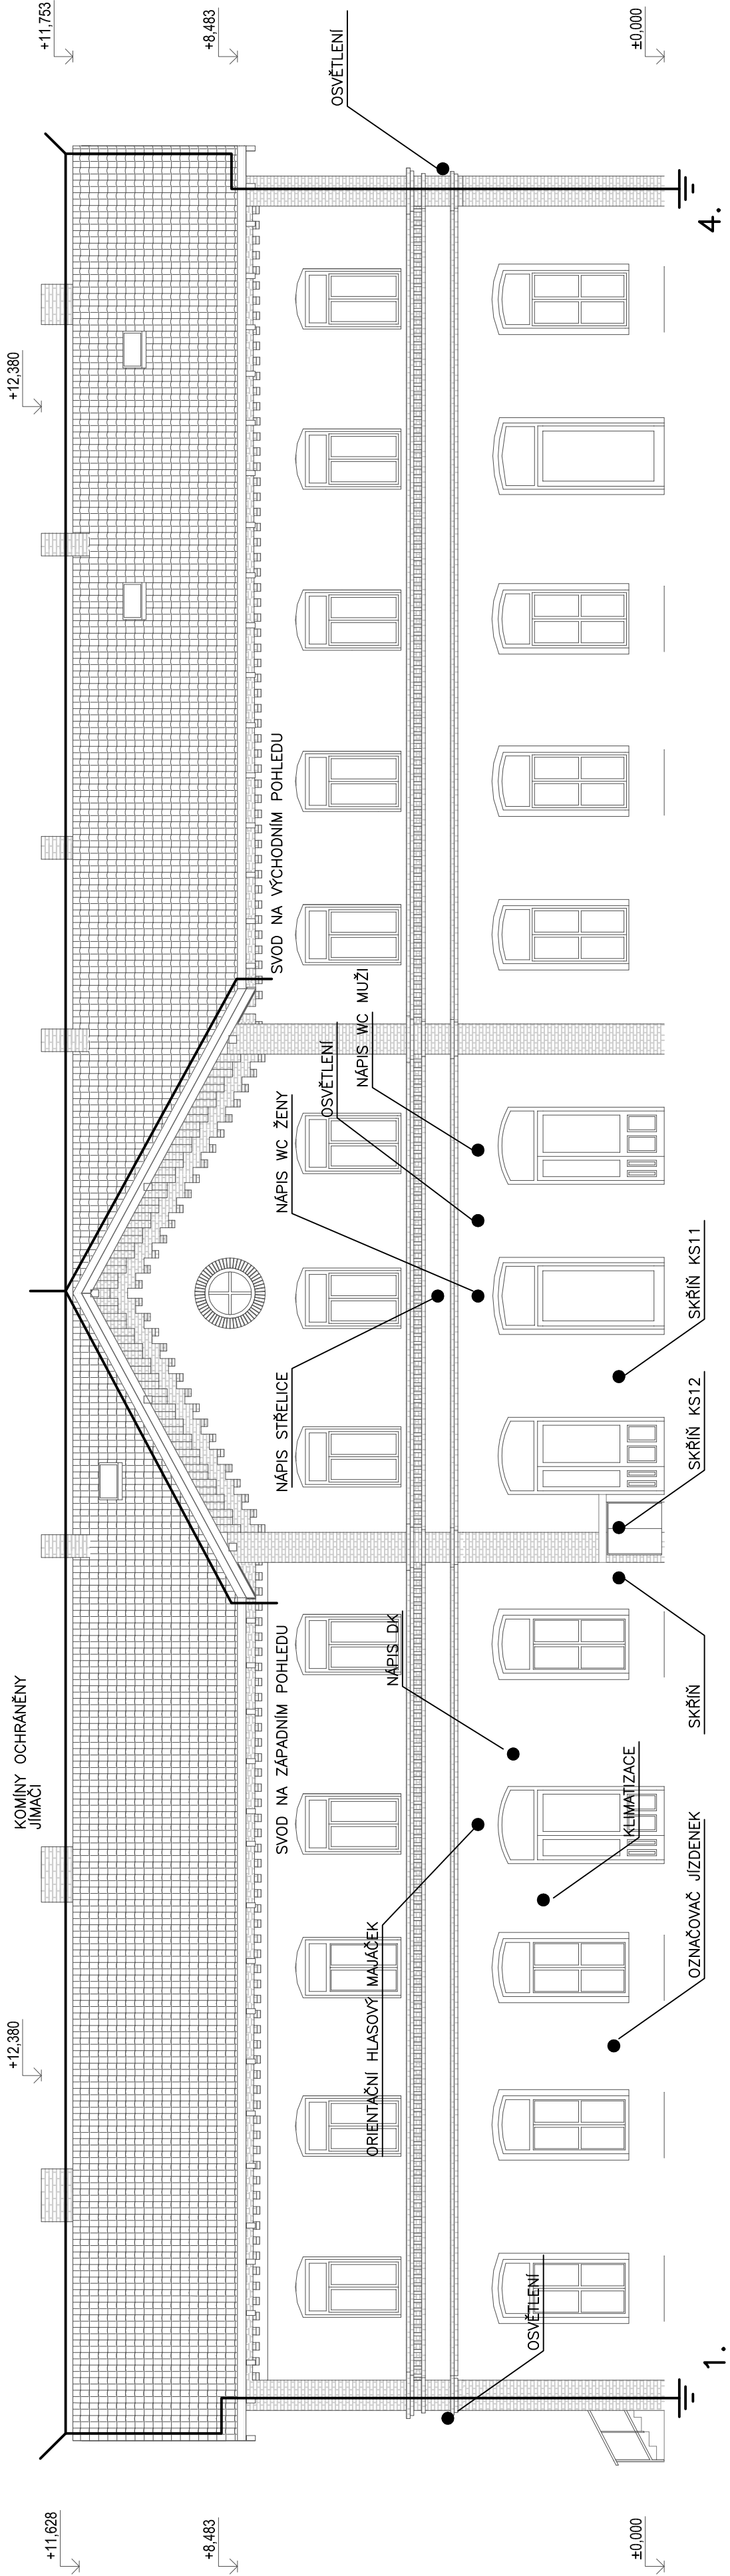 KOMÍNY OCHRÁNĚNY
JÍMAČI
+11,628
+12,380
+12,380
+11,753
+8,483
+8,483
SVOD NA ZÁPADNÍM POHLEDU
SVOD NA VÝCHODNÍM POHLEDU
NÁPIS STŘELICE
NÁPIS WC ŽENY
OSVĚTLENÍ
NÁPIS WC MUŽI
OSVĚTLENÍ
ORIENTAČNÍ HLASOVÝ MAJÁČEK
NÁPIS DK
OSVĚTLENÍ
KLIMATIZACE
±0,000
±0,000
OZNAČOVAČ JÍZDENEK
SKŘÍŇ
SKŘÍŇ KS12
SKŘÍŇ KS11
1.
4.